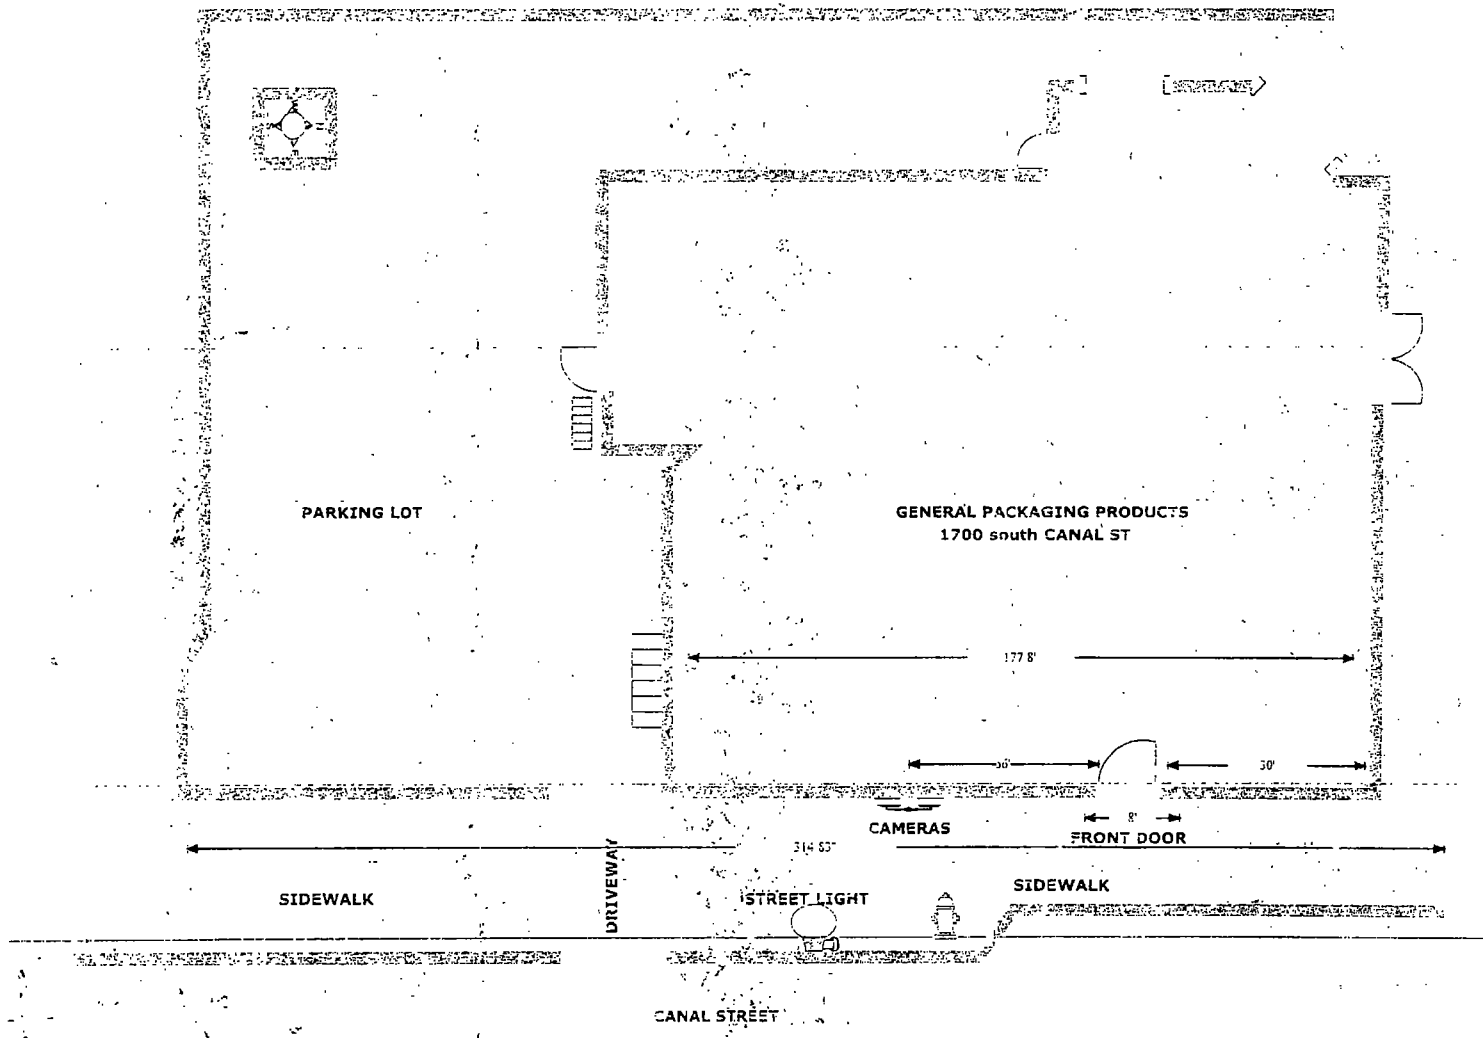 W
S N
E
PARKING LOT
GENERAL PACKAGING PRODUCTS
1700 south CANAL ST
177 8'
30'
8'
CAMERAS
FRONT DOOR
DRIVEWAY
SIDEWALK
STREET LIGHT
SIDEWALK
CANAL STREET